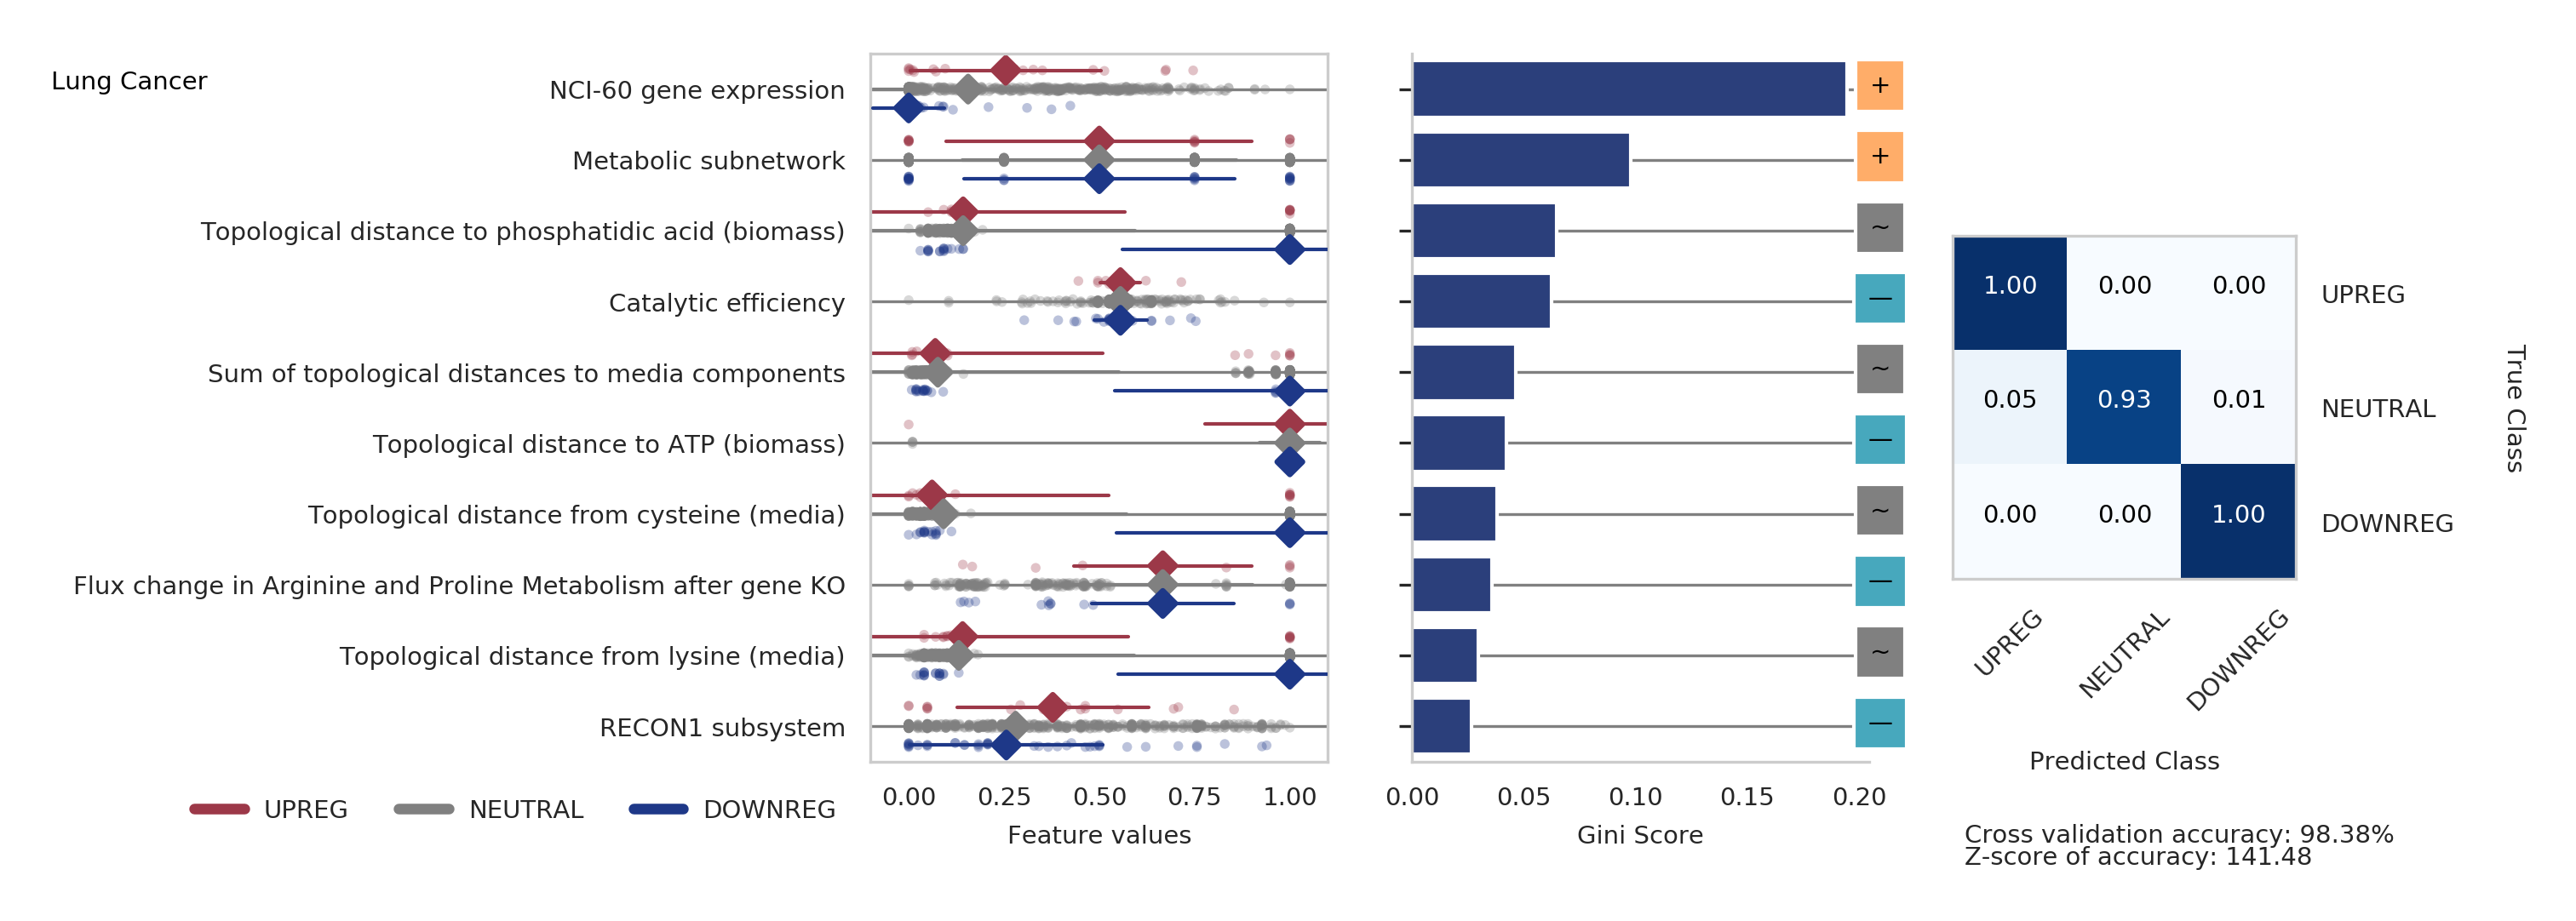 Lung Cancer
NCI-60 gene expression
Metabolic subnetwork
Topological distance to phosphatidic acid (biomass)
Catalytic efficiency
Sum of topological distances to media components
Topological distance to ATP (biomass)
Topological distance from cysteine (media)
Flux change in Arginine and Proline Metabolism after gene KO
Topological distance from lysine (media)
RECON1 subsystem
UPREG NEUTRAL DOWNREG
0.00 0.25 0.50 0.75 1.00
Feature values
0.00 0.05 0.10 0.15 0.20
Gini Score
+
+
~
—
~
—
~
—
~
—
1.00 0.00 0.00 UPREG
0.05 0.93 0.01 NEUTRAL
0.00 0.00 1.00 DOWNREG
True Class
UPREG NEUTRAL DOWNREG
Predicted Class
Cross validation accuracy: 98.38%
Z-score of accuracy: 141.48